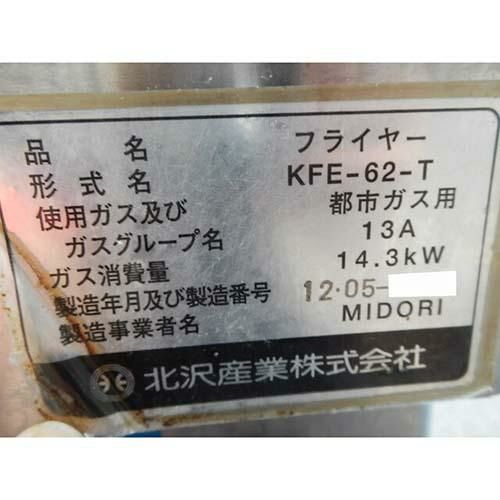 品名 フライヤー
形式名 KFE-62-T
使用ガス及び 都市ガス用
ガスグループ名 13A
ガス消費量 14.3kW
製造年月及び製造番号 12・05-
製造事業者名 MIDORI
北沢産業株式会社